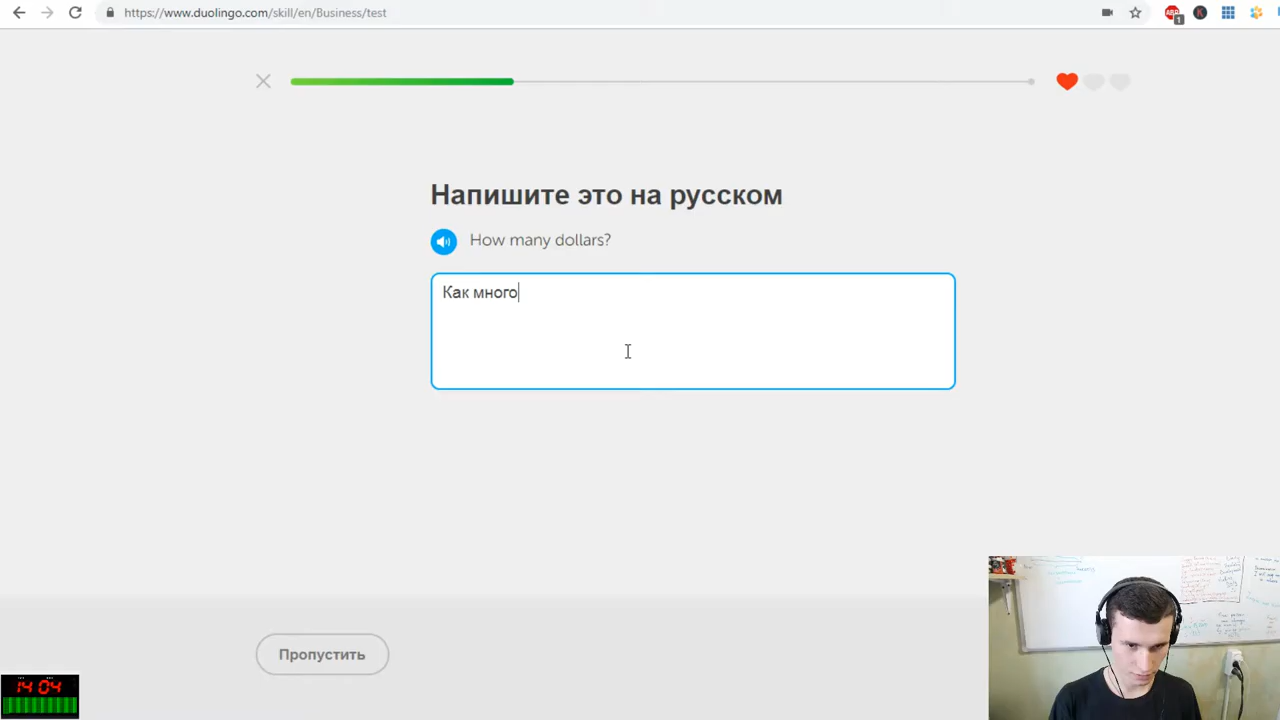 https://www.duolingo.com/skill/en/Business/test
Напишите это на русском
How many dollars?
Как много
Пропустить
14 04